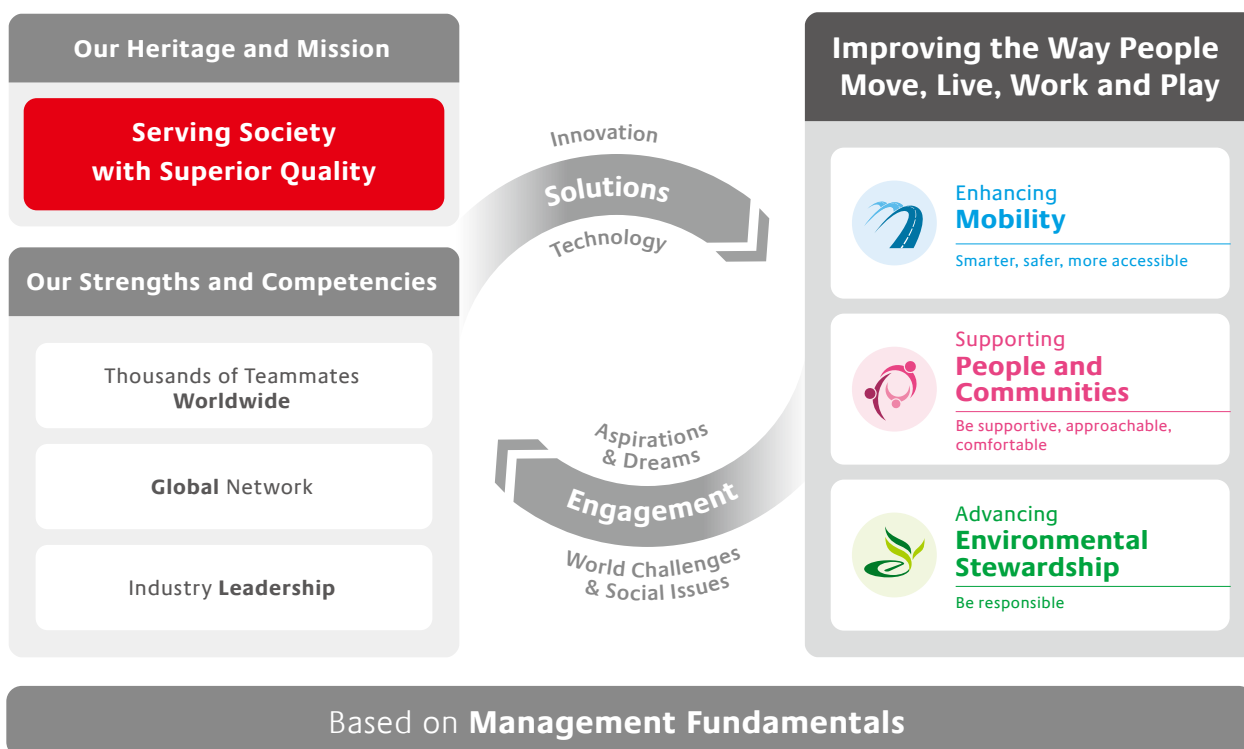 Our Heritage and Mission
Serving Society
with Superior Quality
Our Strengths and Competencies
Thousands of Teammates
Worldwide
Global Network
Industry Leadership
Innovation
Solutions
Technology
Aspirations
& Dreams
Engagement
World Challenges
& Social Issues
Improving the Way People
Move, Live, Work and Play
Enhancing
Mobility
Smarter, safer, more accessible
Supporting
People and
Communities
Be supportive, approachable,
comfortable
Advancing
Environmental
Stewardship
Be responsible
Based on Management Fundamentals